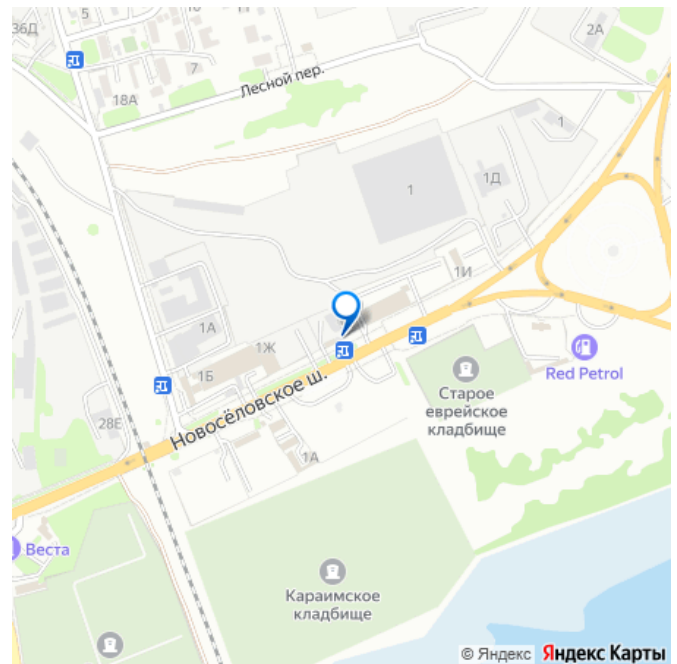 36Д
5
2А
7
Лесной пер.
18А
1
1Д
1
1И
1А
1Ж
1Б
Red Petrol
Старое
еврейское
кладбище
Новосёловское ш.
28Е
1А
Веста
Караимское
кладбище
© Яндекс Яндекс Карты